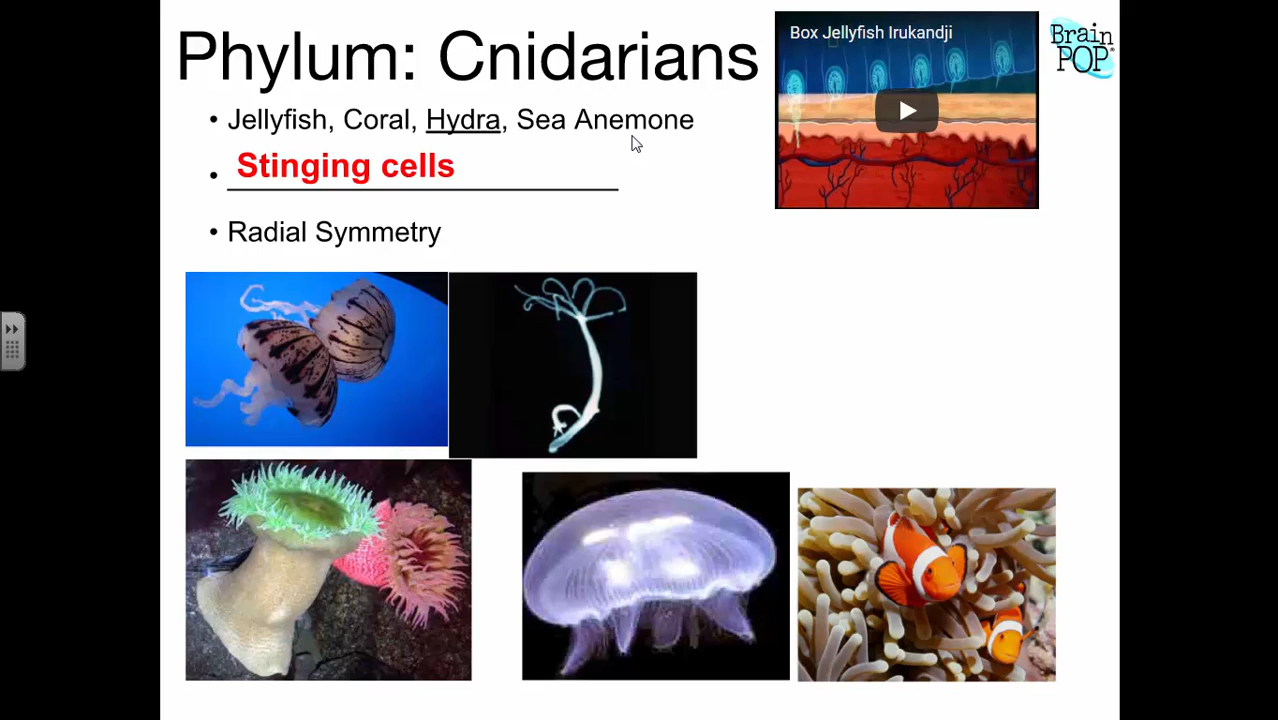 Phylum: Cnidarians
• Jellyfish, Coral, Hydra, Sea Anemone
• Stinging cells
• Radial Symmetry
Box Jellyfish Irukandji
Brain
POP®